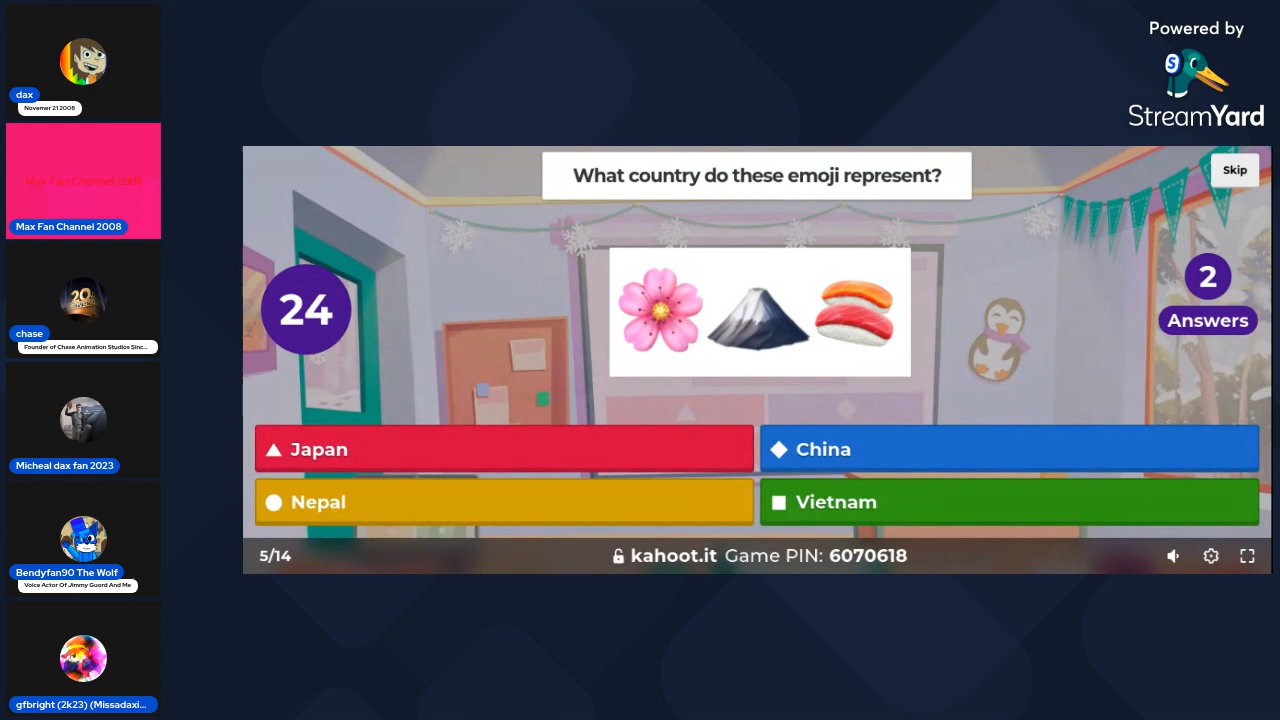 dax
Novemer 21 2008
Max Fan Channel 2008
Max Fan Channel 2008
chase
Founder of Chase Animation Studios Sinc...
Micheal dax fan 2023
Bendyfan90 The Wolf
Voice Actor Of Jimmy Guord And Me
gfbright (2k23) (Missadaxi...
Powered by
S
StreamYard
What country do these emoji represent?
Skip
24
2
Answers
Japan
China
Nepal
Vietnam
5/14
kahoot.it Game PIN: 6070618